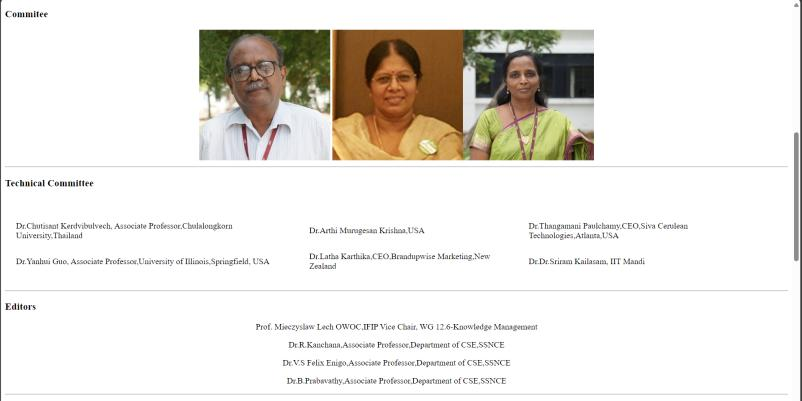 Commitee
Technical Committee
Dr.Chutisant Kerdvibulvech, Associate Professor,Chulalongkorn
University,Thailand
Dr.Arthi Murugesan Krishna,USA
Dr.Thangamani Paulchamy,CEO,Siva Cerulean
Technologies,Atlanta,USA
Dr.Yanhui Guo, Associate Professor,University of Illinois,Springfield, USA
Dr.Latha Karthika,CEO,Brandupwise Marketing,New
Zealand
Dr.Dr.Sriram Kailasam, IIT Mandi
Editors
Prof. Mieczyslaw Lech OWOC,IFIP Vice Chair, WG 12.6-Knowledge Management
Dr.R.Kanchana,Associate Professor,Department of CSE,SSNCE
Dr.V.S Felix Enigo,Associate Professor,Department of CSE,SSNCE
Dr.B.Prabavathy,Associate Professor,Department of CSE,SSNCE